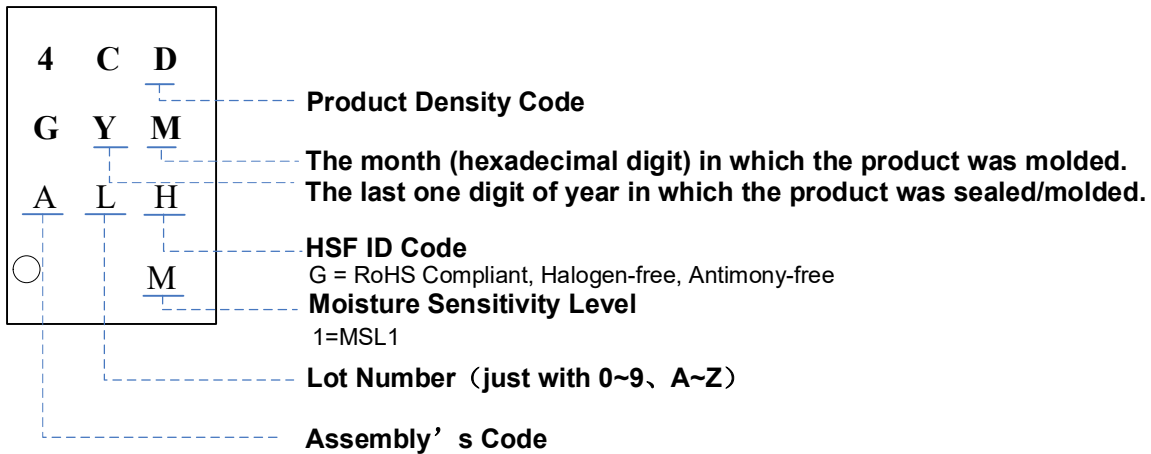 4 C D
Product Density Code
G Y M
The month (hexadecimal digit) in which the product was molded.
The last one digit of year in which the product was sealed/molded.
A L H
HSF ID Code
G = RoHS Compliant, Halogen-free, Antimony-free
M
Moisture Sensitivity Level
1=MSL1
Lot Number（just with 0~9、A~Z）
Assembly’s Code